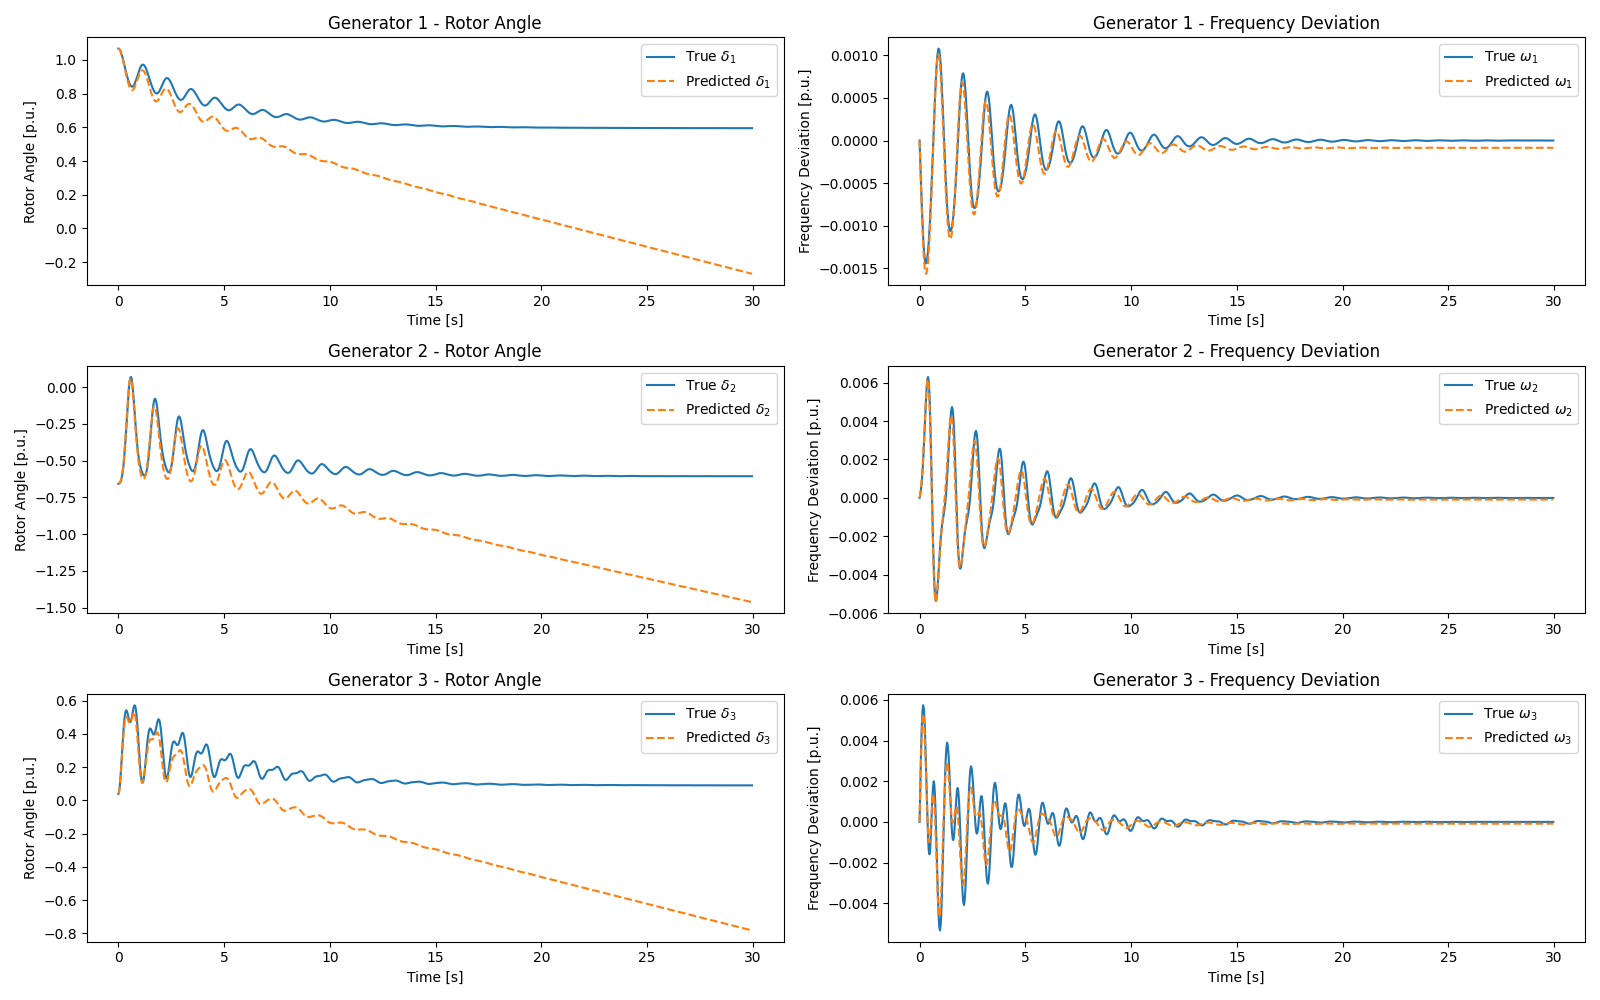 Generator 1 - Rotor Angle
Rotor Angle [p.u.]
1.0
0.8
0.6
0.4
0.2
0.0
−0.2
True δ1
Predicted δ1
0 5 10 15 20 25 30
Time [s]
Generator 1 - Frequency Deviation
Frequency Deviation [p.u.]
0.0010
0.0005
0.0000
−0.0005
−0.0010
−0.0015
True ω1
Predicted ω1
0 5 10 15 20 25 30
Time [s]
Generator 2 - Rotor Angle
Rotor Angle [p.u.]
0.00
−0.25
−0.50
−0.75
−1.00
−1.25
−1.50
True δ2
Predicted δ2
0 5 10 15 20 25 30
Time [s]
Generator 2 - Frequency Deviation
Frequency Deviation [p.u.]
0.006
0.004
0.002
0.000
−0.002
−0.004
−0.006
True ω2
Predicted ω2
0 5 10 15 20 25 30
Time [s]
Generator 3 - Rotor Angle
Rotor Angle [p.u.]
0.6
0.4
0.2
0.0
−0.2
−0.4
−0.6
−0.8
True δ3
Predicted δ3
0 5 10 15 20 25 30
Time [s]
Generator 3 - Frequency Deviation
Frequency Deviation [p.u.]
0.006
0.004
0.002
0.000
−0.002
−0.004
True ω3
Predicted ω3
0 5 10 15 20 25 30
Time [s]